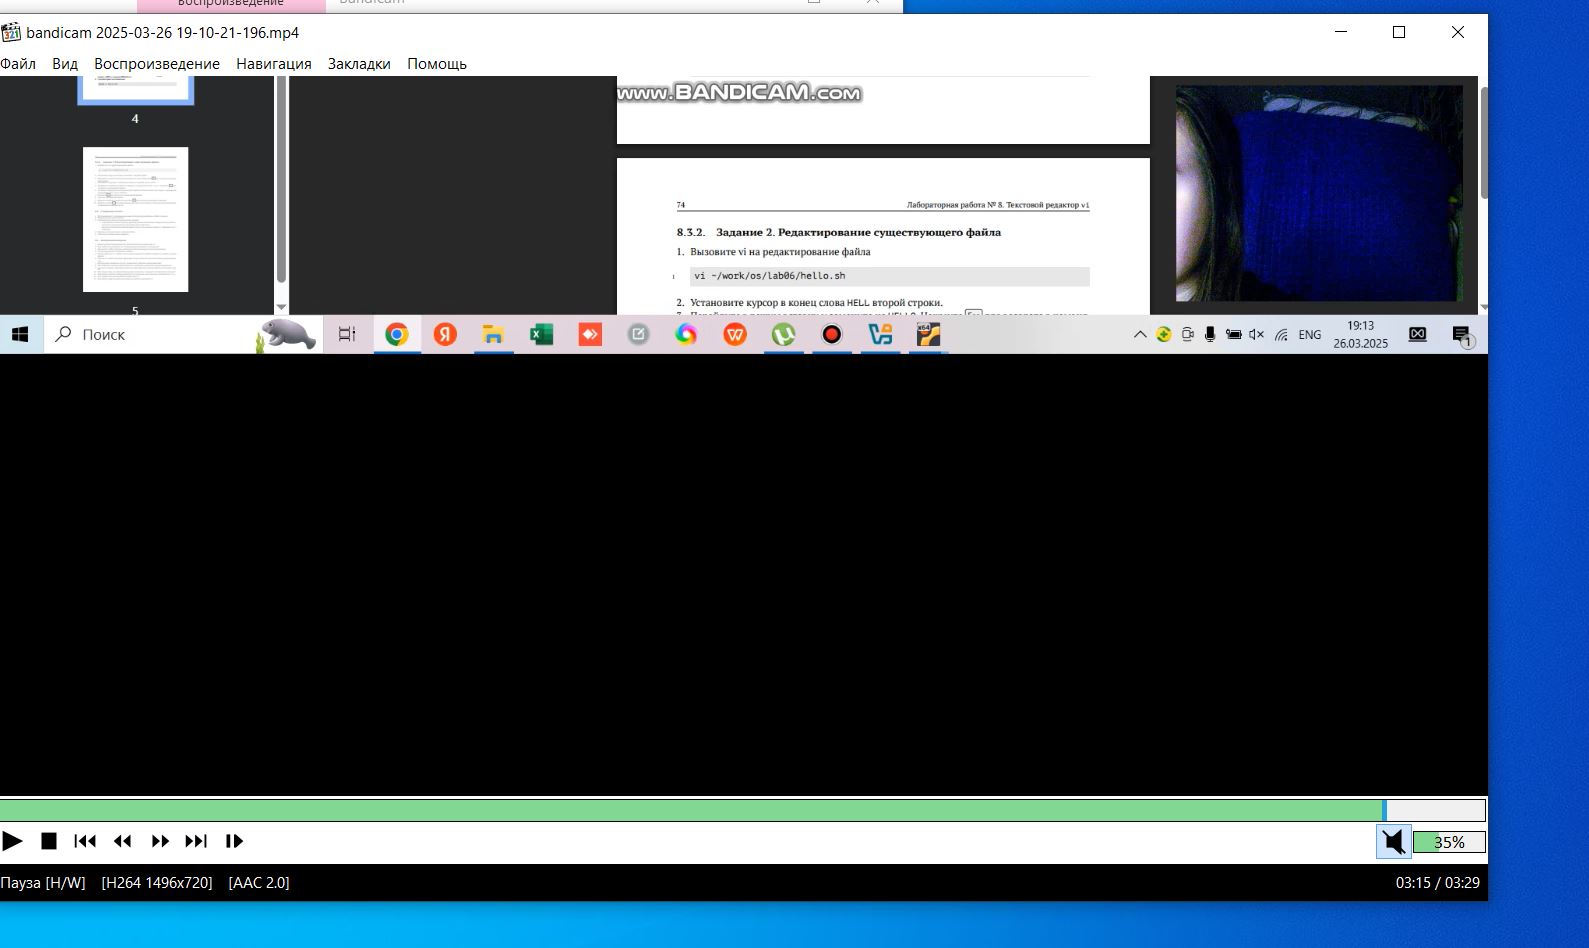 Воспроизведение
Bandicam
bandicam 2025-03-26 19-10-21-196.mp4
Файл Вид Воспроизведение Навигация Закладки Помощь
www.BANDICAM.com
4
74 Лабораторная работа № 8. Текстовой редактор vi
8.3.2. Задание 2. Редактирование существующего файла
1. Вызовите vi на редактирование файла
1 vi ~/work/os/lab06/hello.sh
2. Установите курсор в конец слова HELL второй строки.
5
Поиск
ENG
19:13
26.03.2025
1
35%
Пауза [H/W] [H264 1496x720] [AAC 2.0]
03:15 / 03:29